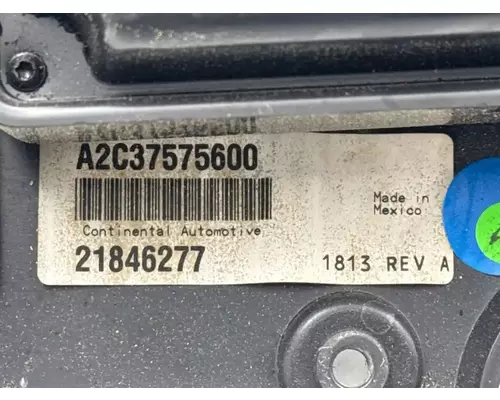 A2C37575600
Made in
Mexico
Continental Automotive
21846277
1813 REV A